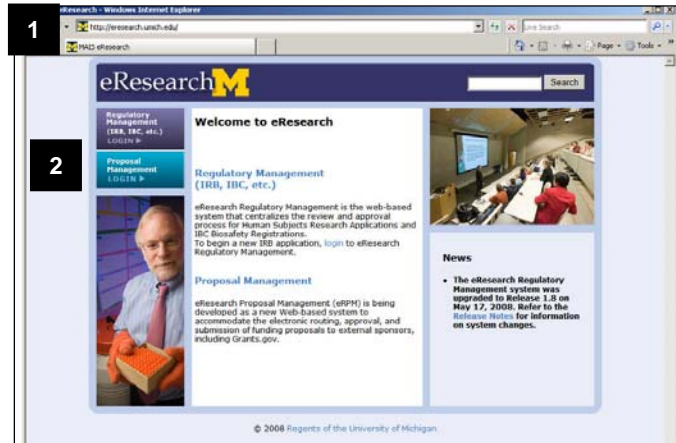 1
eResearch - Windows Internet Explorer
http://eresearch.umich.edu/
Live Search
MAIS eResearch
Page
Tools
eResearch M
Search
Regulatory
Management
(IRB, IBC, etc.)
LOGIN
2
Proposal
Management
LOGIN
Welcome to eResearch
Regulatory Management
(IRB, IBC, etc.)
eResearch Regulatory Management is the web-based
system that centralizes the review and approval
process for Human Subjects Research Applications and
IBC Biosafety Registrations.
To begin a new IRB application, login to eResearch
Regulatory Management.
Proposal Management
eResearch Proposal Management (eRPM) is being
developed as a new Web-based system to
accommodate the electronic routing, approval, and
submission of funding proposals to external sponsors,
including Grants.gov.
News
• The eResearch Regulatory
Management system was
upgraded to Release 1.8 on
May 17, 2008. Refer to the
Release Notes for information
on system changes.
© 2008 Regents of the University of Michigan